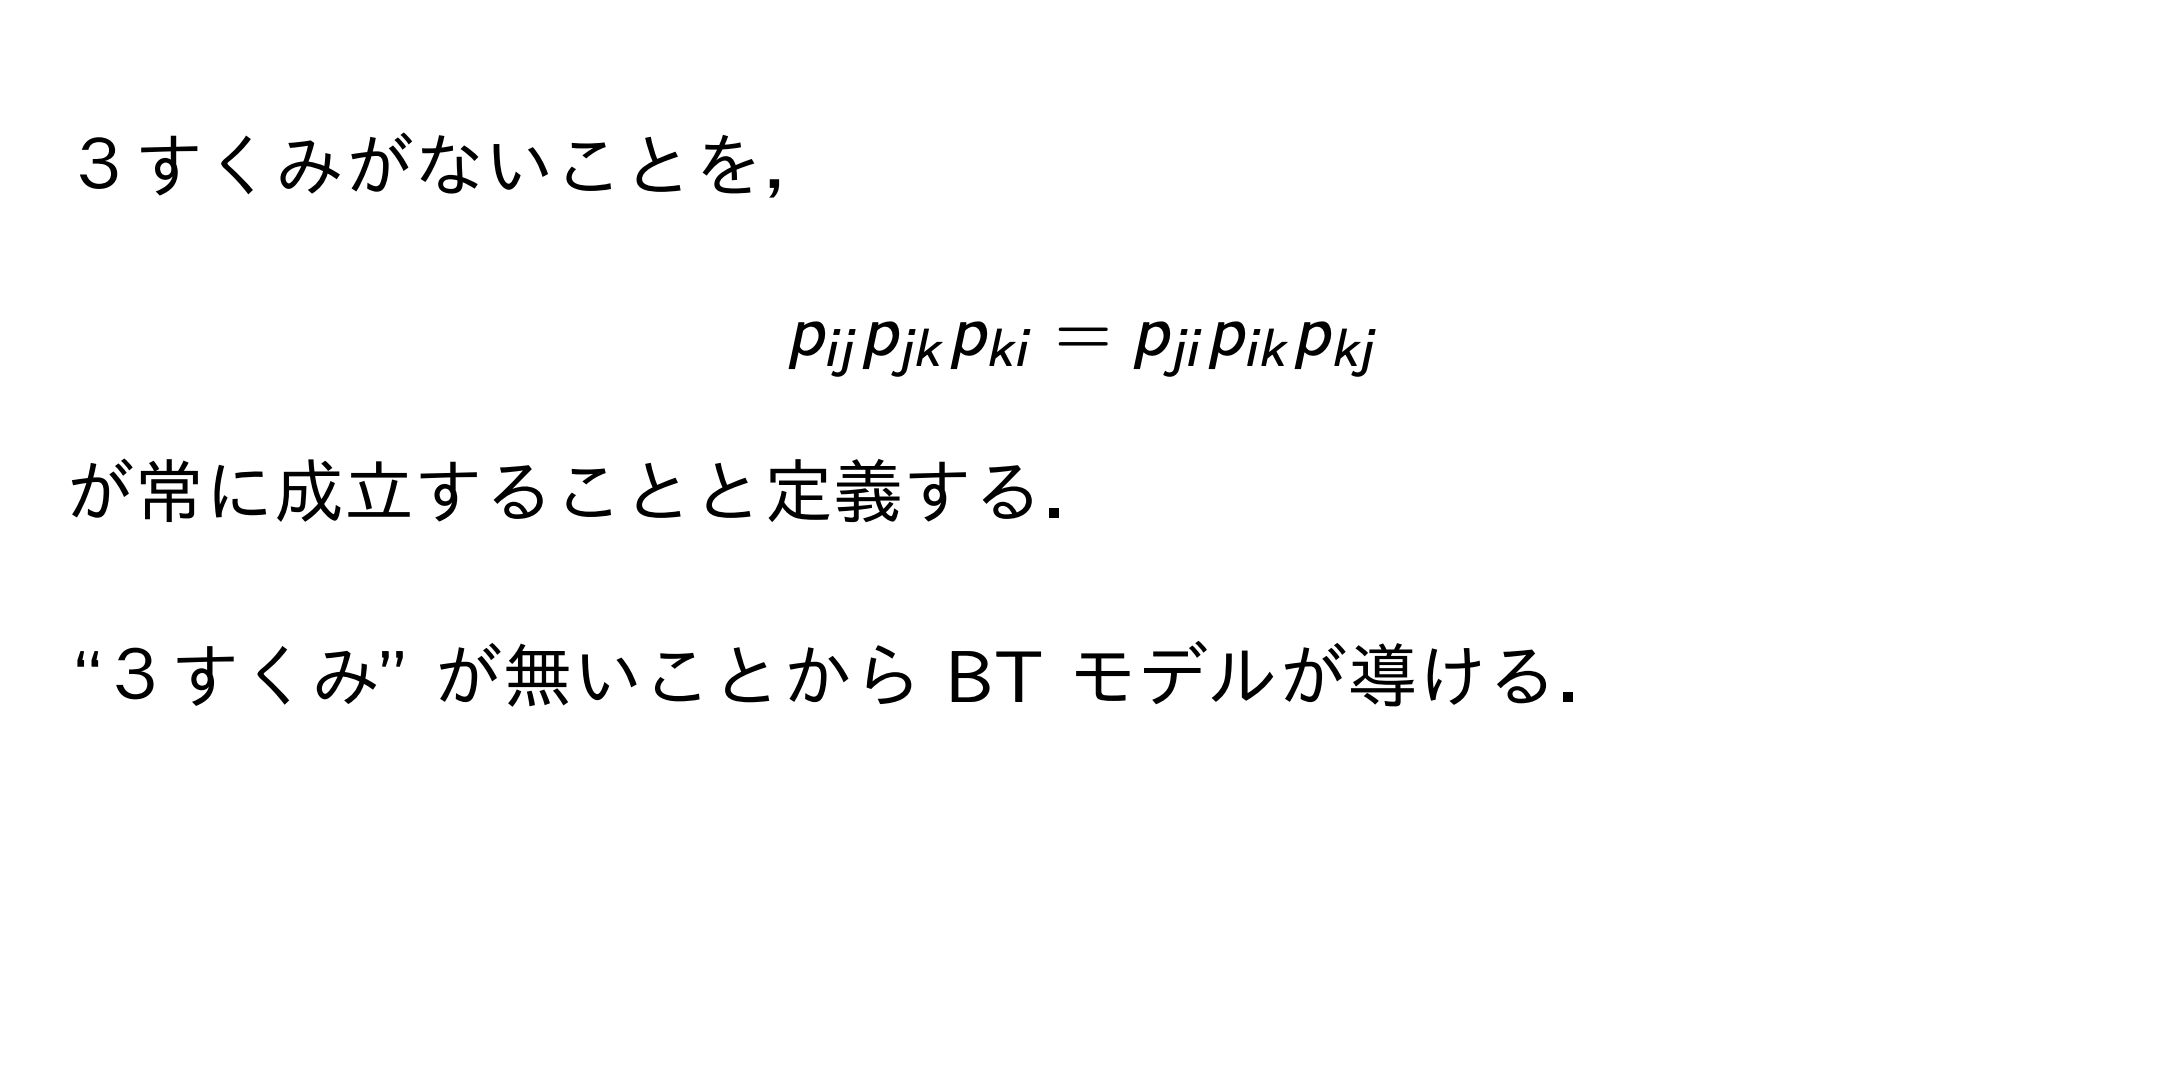 ３すくみがないことを,
p_{ij}p_{jk}p_{ki} = p_{ji}p_{ik}p_{kj}
が常に成立することと定義する.
“３すくみ” が無いことから BT モデルが導ける.